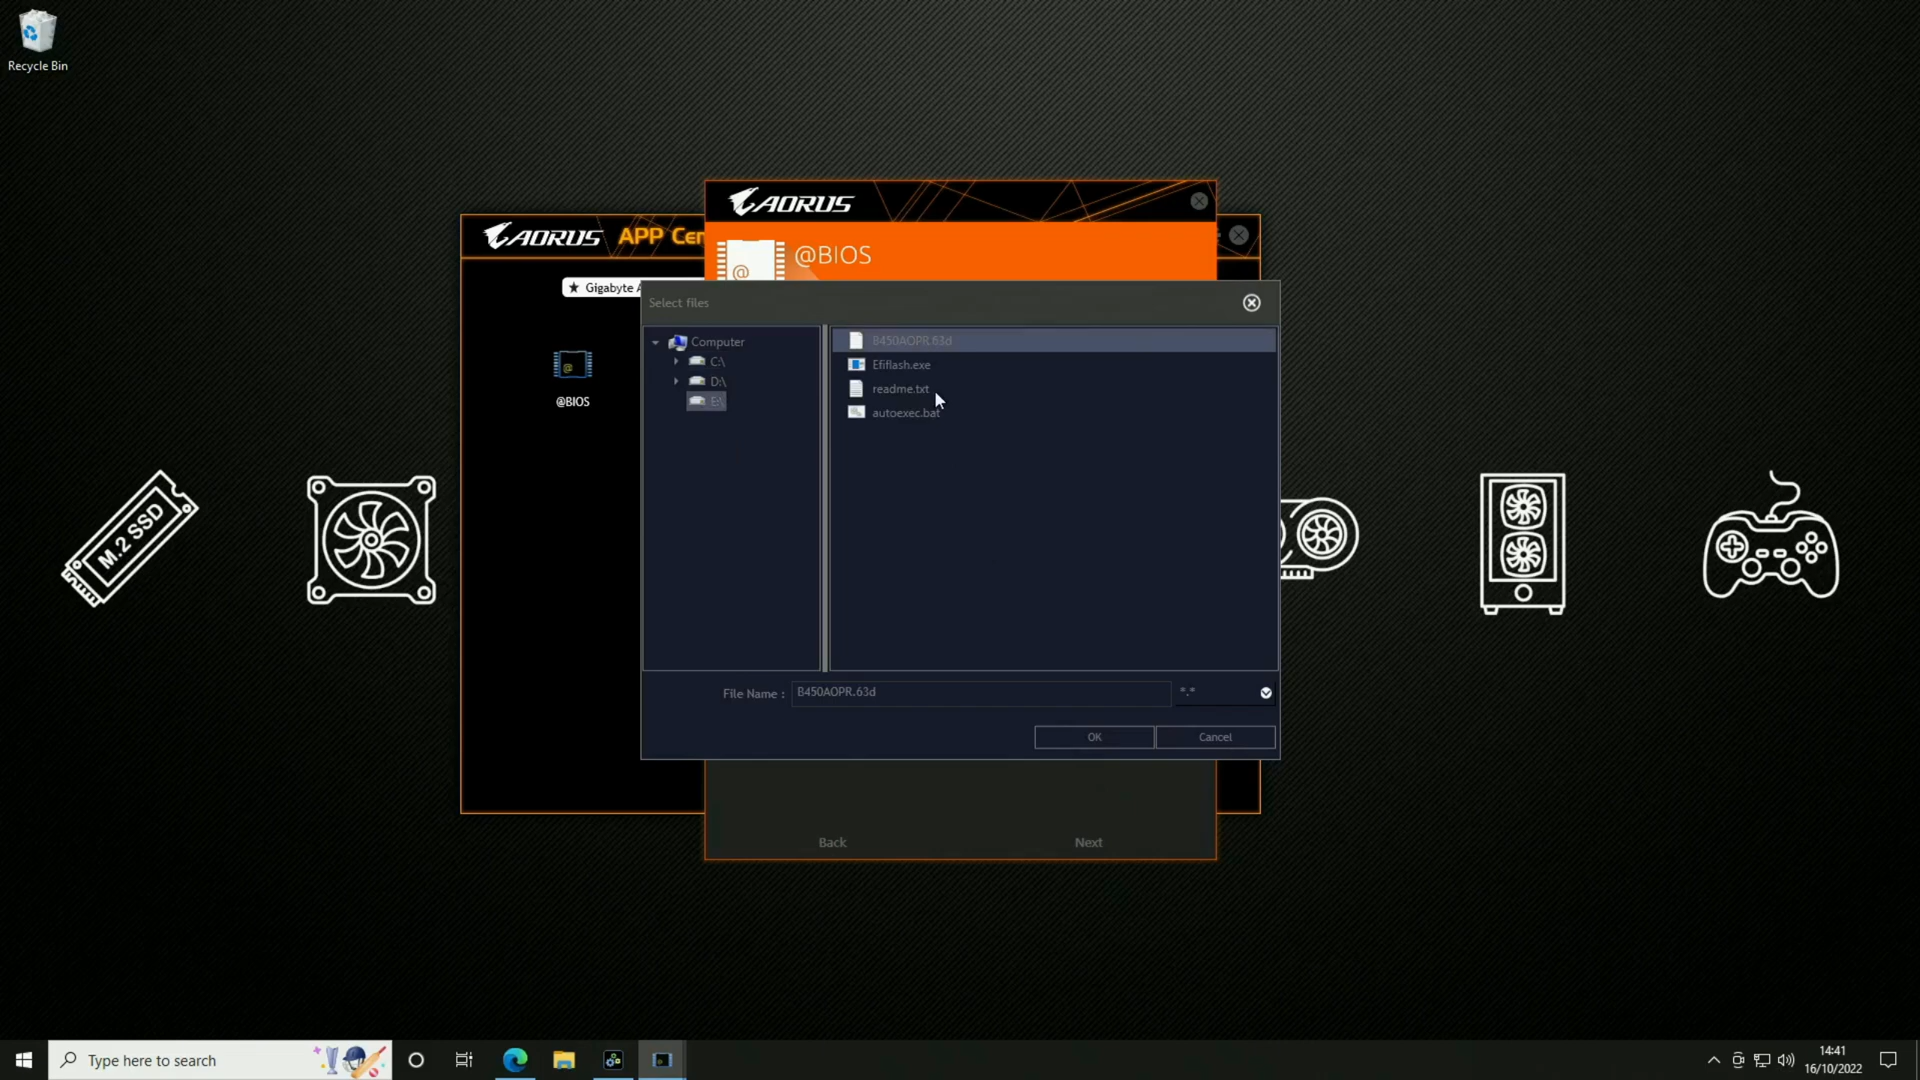 Recycle Bin
AORUS
AORUS APP Cen
@
@BIOS
Gigabyte A
Select files
Computer
C:\
D:\
E:\
B450AOPR.63d
Efiflash.exe
readme.txt
autoexec.bat
@
@BIOS
M.2 SSD
File Name :
B450AOPR.63d
*.*
OK
Cancel
Back
Next
Type here to search
14:41
16/10/2022